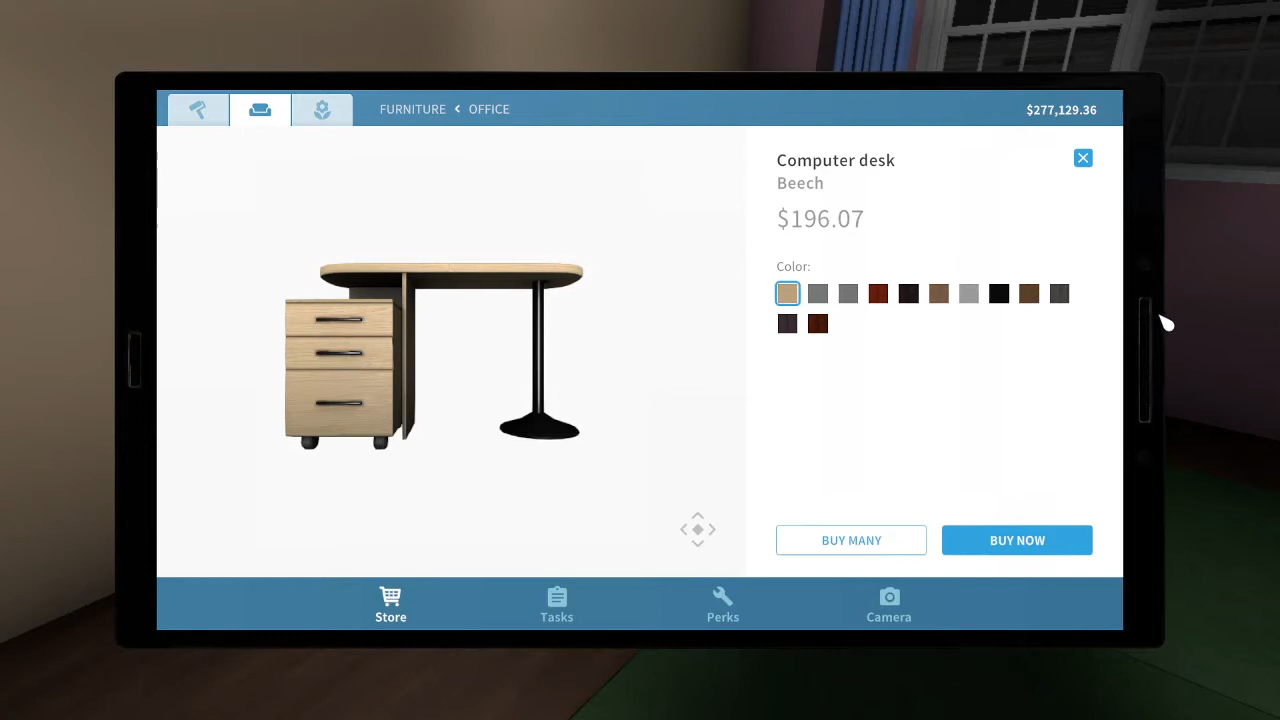 FURNITURE < OFFICE
$277,129.36
Computer desk
Beech
$196.07
Color:
BUY MANY
BUY NOW
Store
Tasks
Perks
Camera